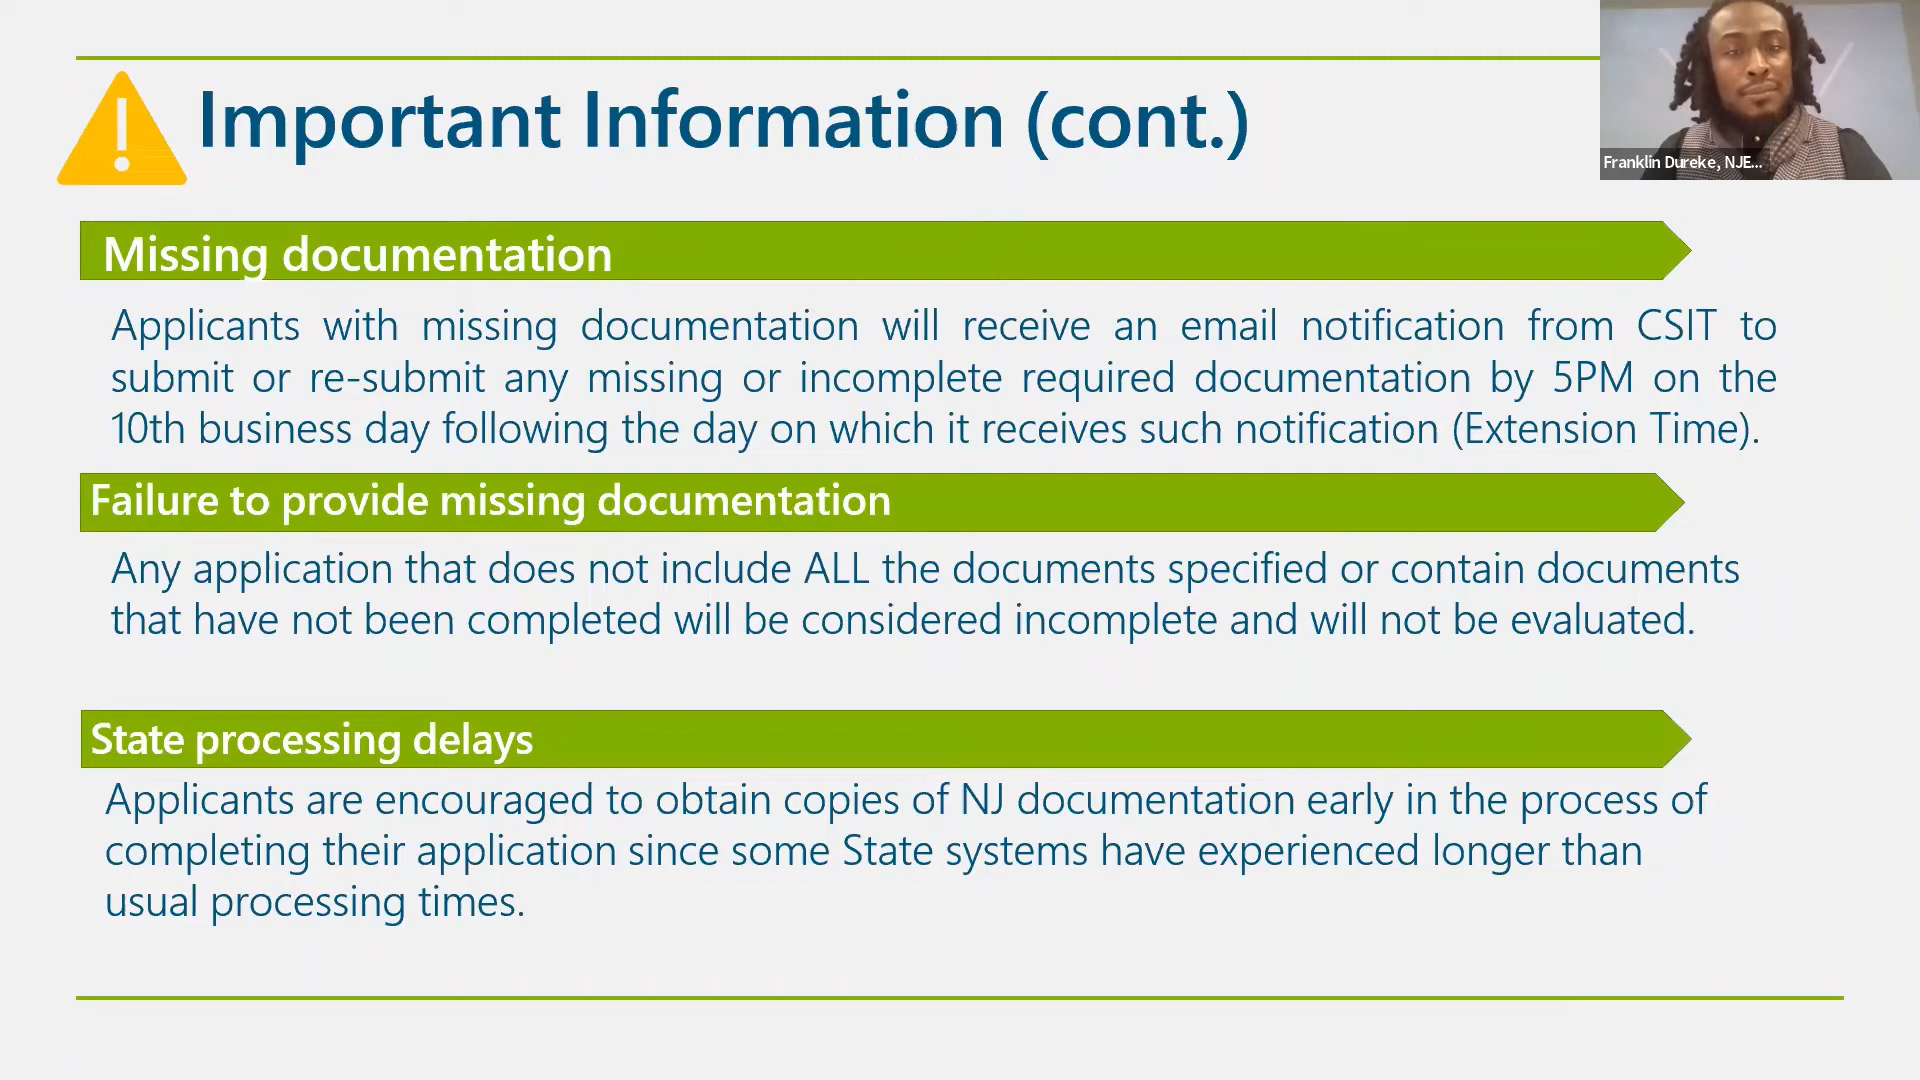 Important Information (cont.)
Franklin Dureke, NJE...
Missing documentation
Applicants with missing documentation will receive an email notification from CSIT to
submit or re-submit any missing or incomplete required documentation by 5PM on the
10th business day following the day on which it receives such notification (Extension Time).
Failure to provide missing documentation
Any application that does not include ALL the documents specified or contain documents
that have not been completed will be considered incomplete and will not be evaluated.
State processing delays
Applicants are encouraged to obtain copies of NJ documentation early in the process of
completing their application since some State systems have experienced longer than
usual processing times.